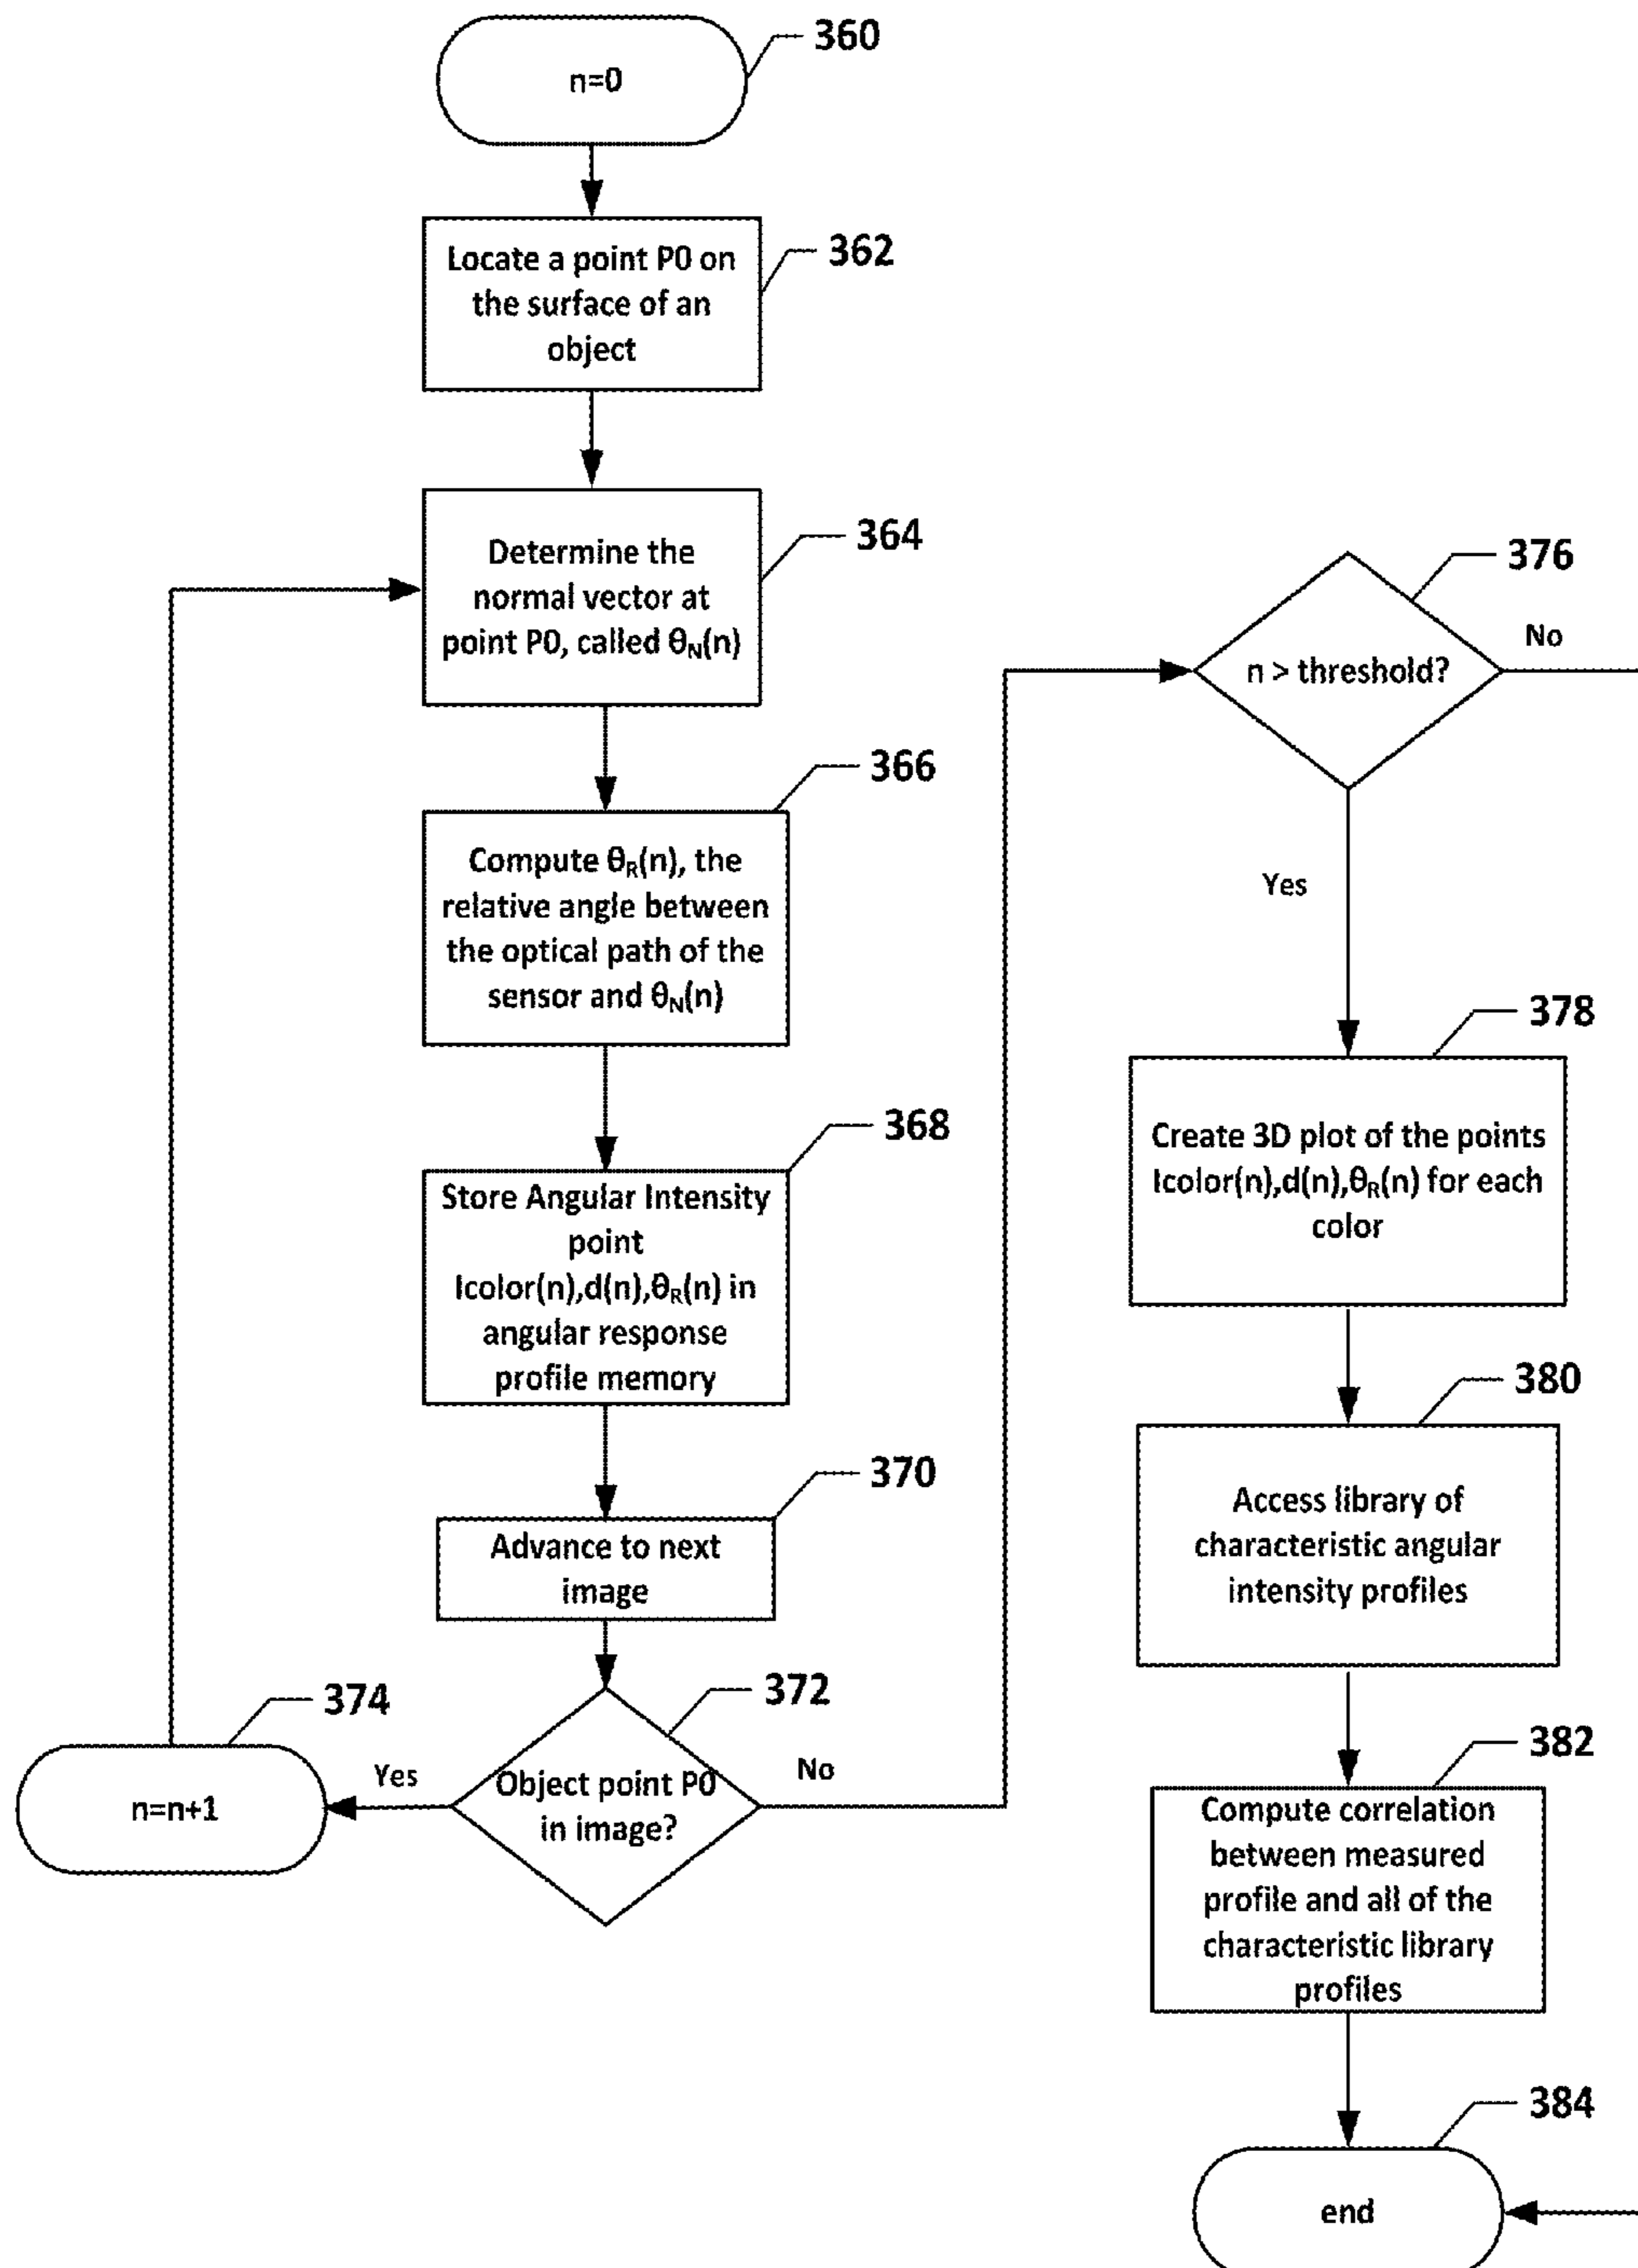 360
n=0
362
Locate a point P0 on
the surface of an
object
364
Determine the
normal vector at
point P0, called θN(n)
366
Compute θR(n), the
relative angle between
the optical path of the
sensor and θN(n)
368
Store Angular Intensity
point
Icolor(n),d(n),θR(n) in
angular response
profile memory
370
Advance to next
image
372
Object point P0
in image?
Yes
No
374
n=n+1
376
n > threshold?
No
Yes
378
Create 3D plot of the points
Icolor(n),d(n),θR(n) for each
color
380
Access library of
characteristic angular
intensity profiles
382
Compute correlation
between measured
profile and all of the
characteristic library
profiles
384
end